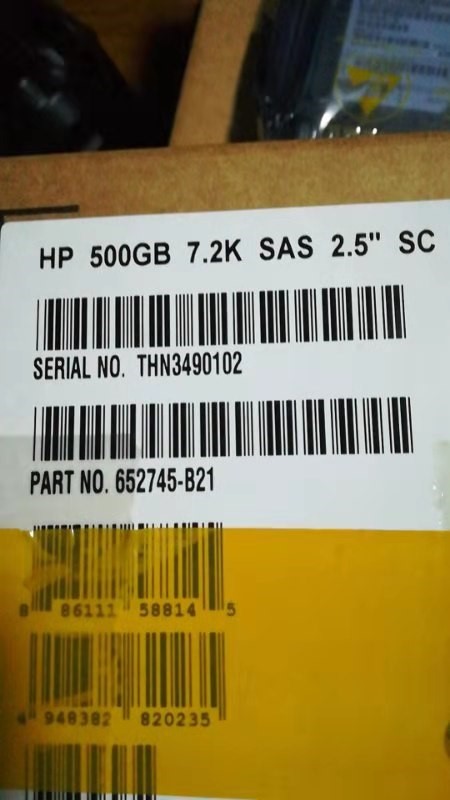 HP 500GB 7.2K SAS 2.5" SC
SERIAL NO. THN3490102
PART NO. 652745-B21
8 86111 58814 5
4 948382 820235